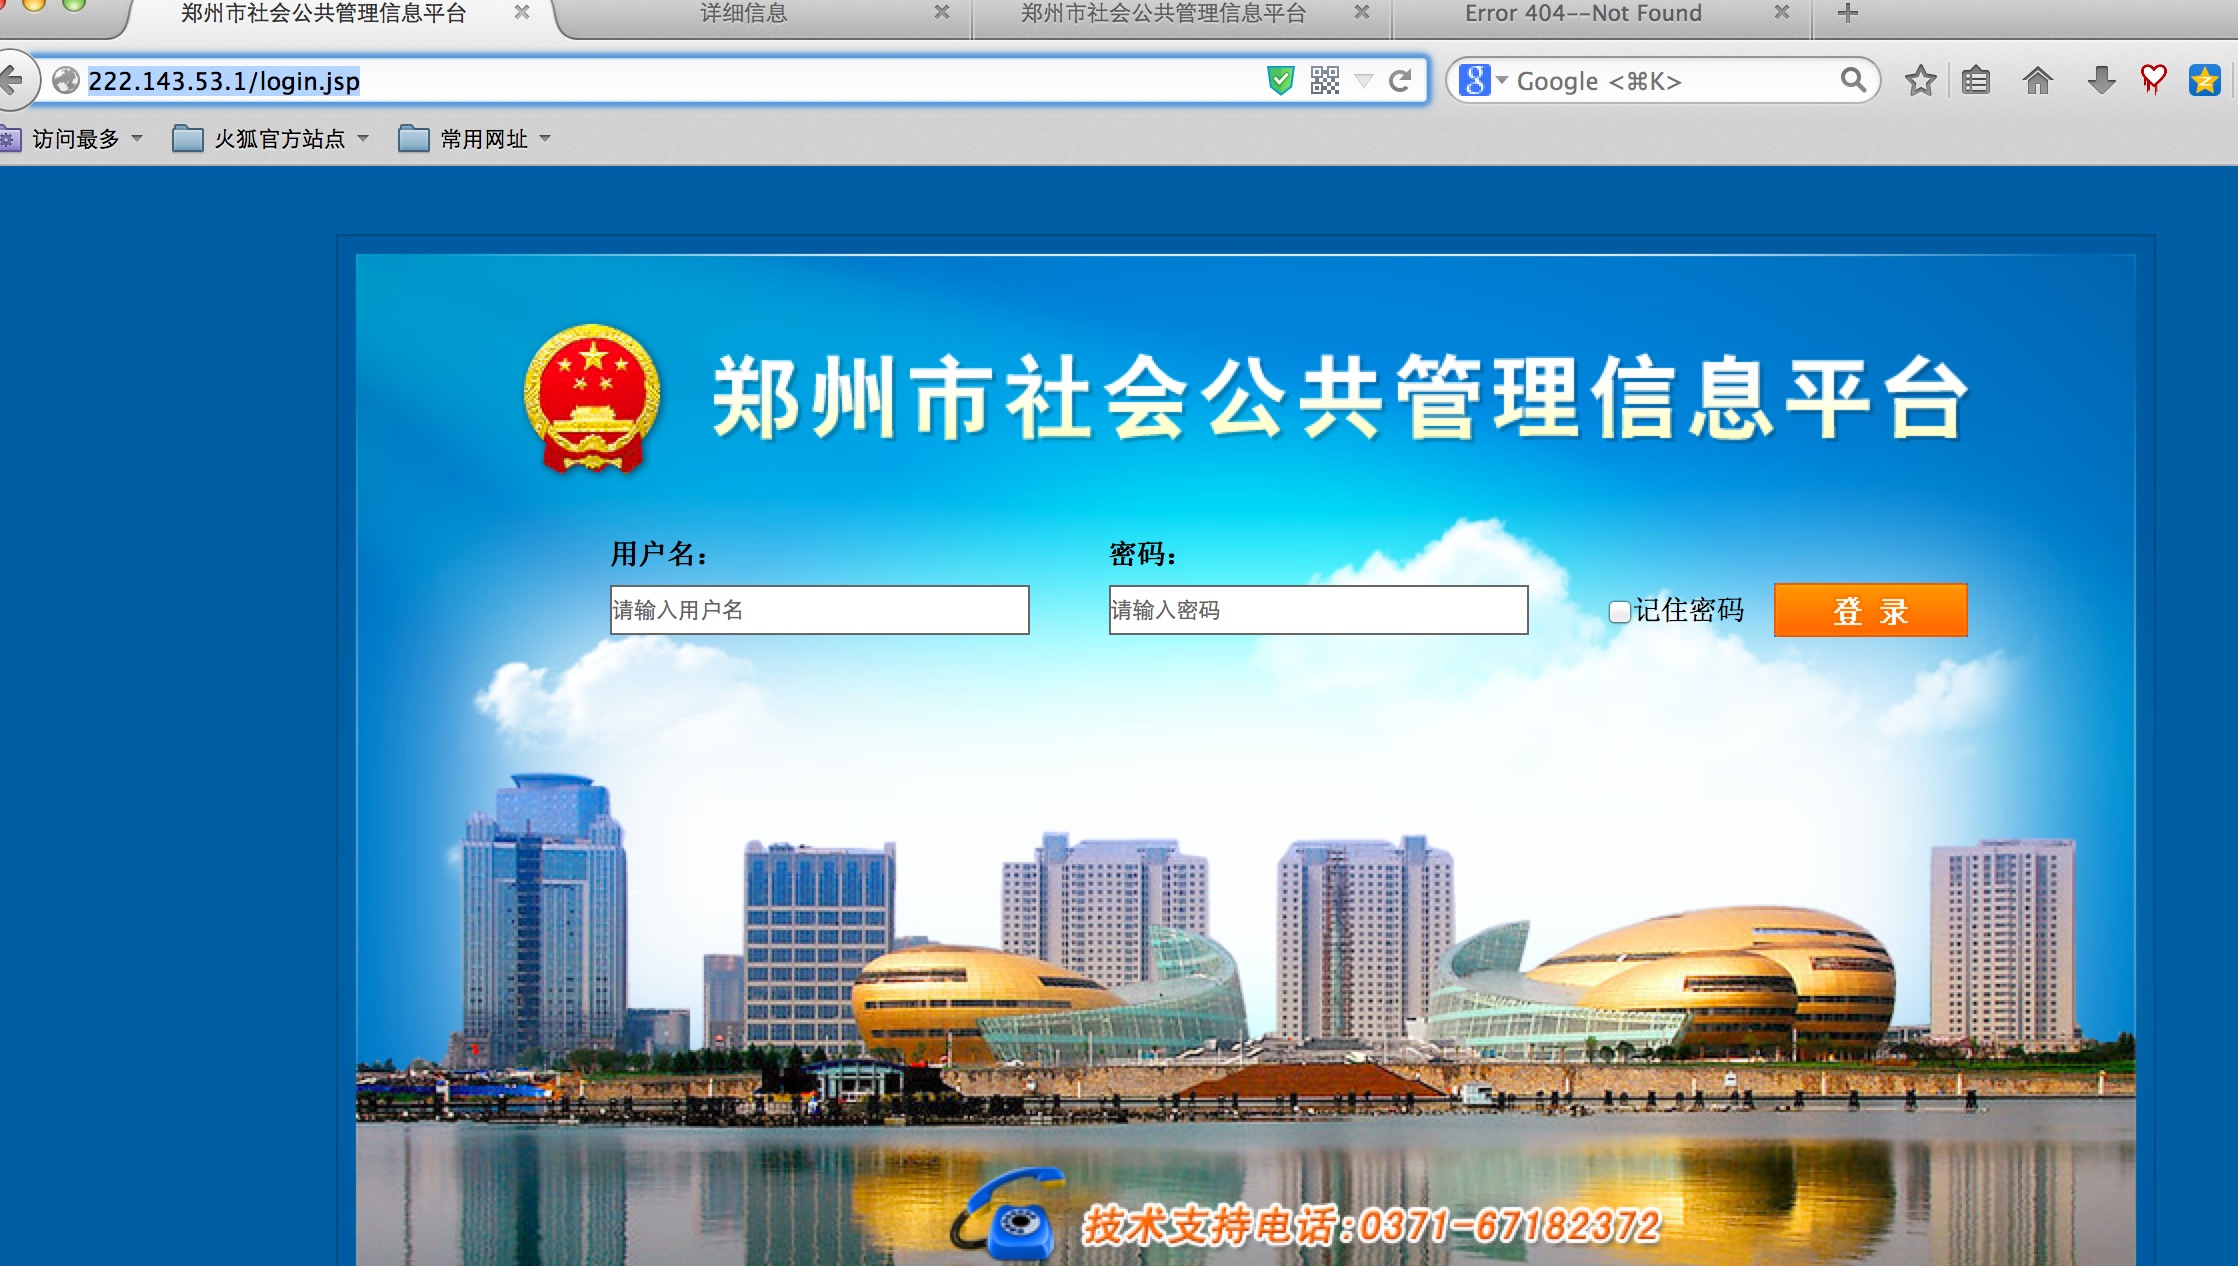 郑州市社会公共管理信息平台
详细信息
郑州市社会公共管理信息平台
Error 404--Not Found
222.143.53.1/login.jsp
Google <⌘K>
访问最多
火狐官方站点
常用网址
郑州市社会公共管理信息平台
用户名：
密码：
请输入用户名
请输入密码
记住密码
登录
技术支持电话:0371-67182372